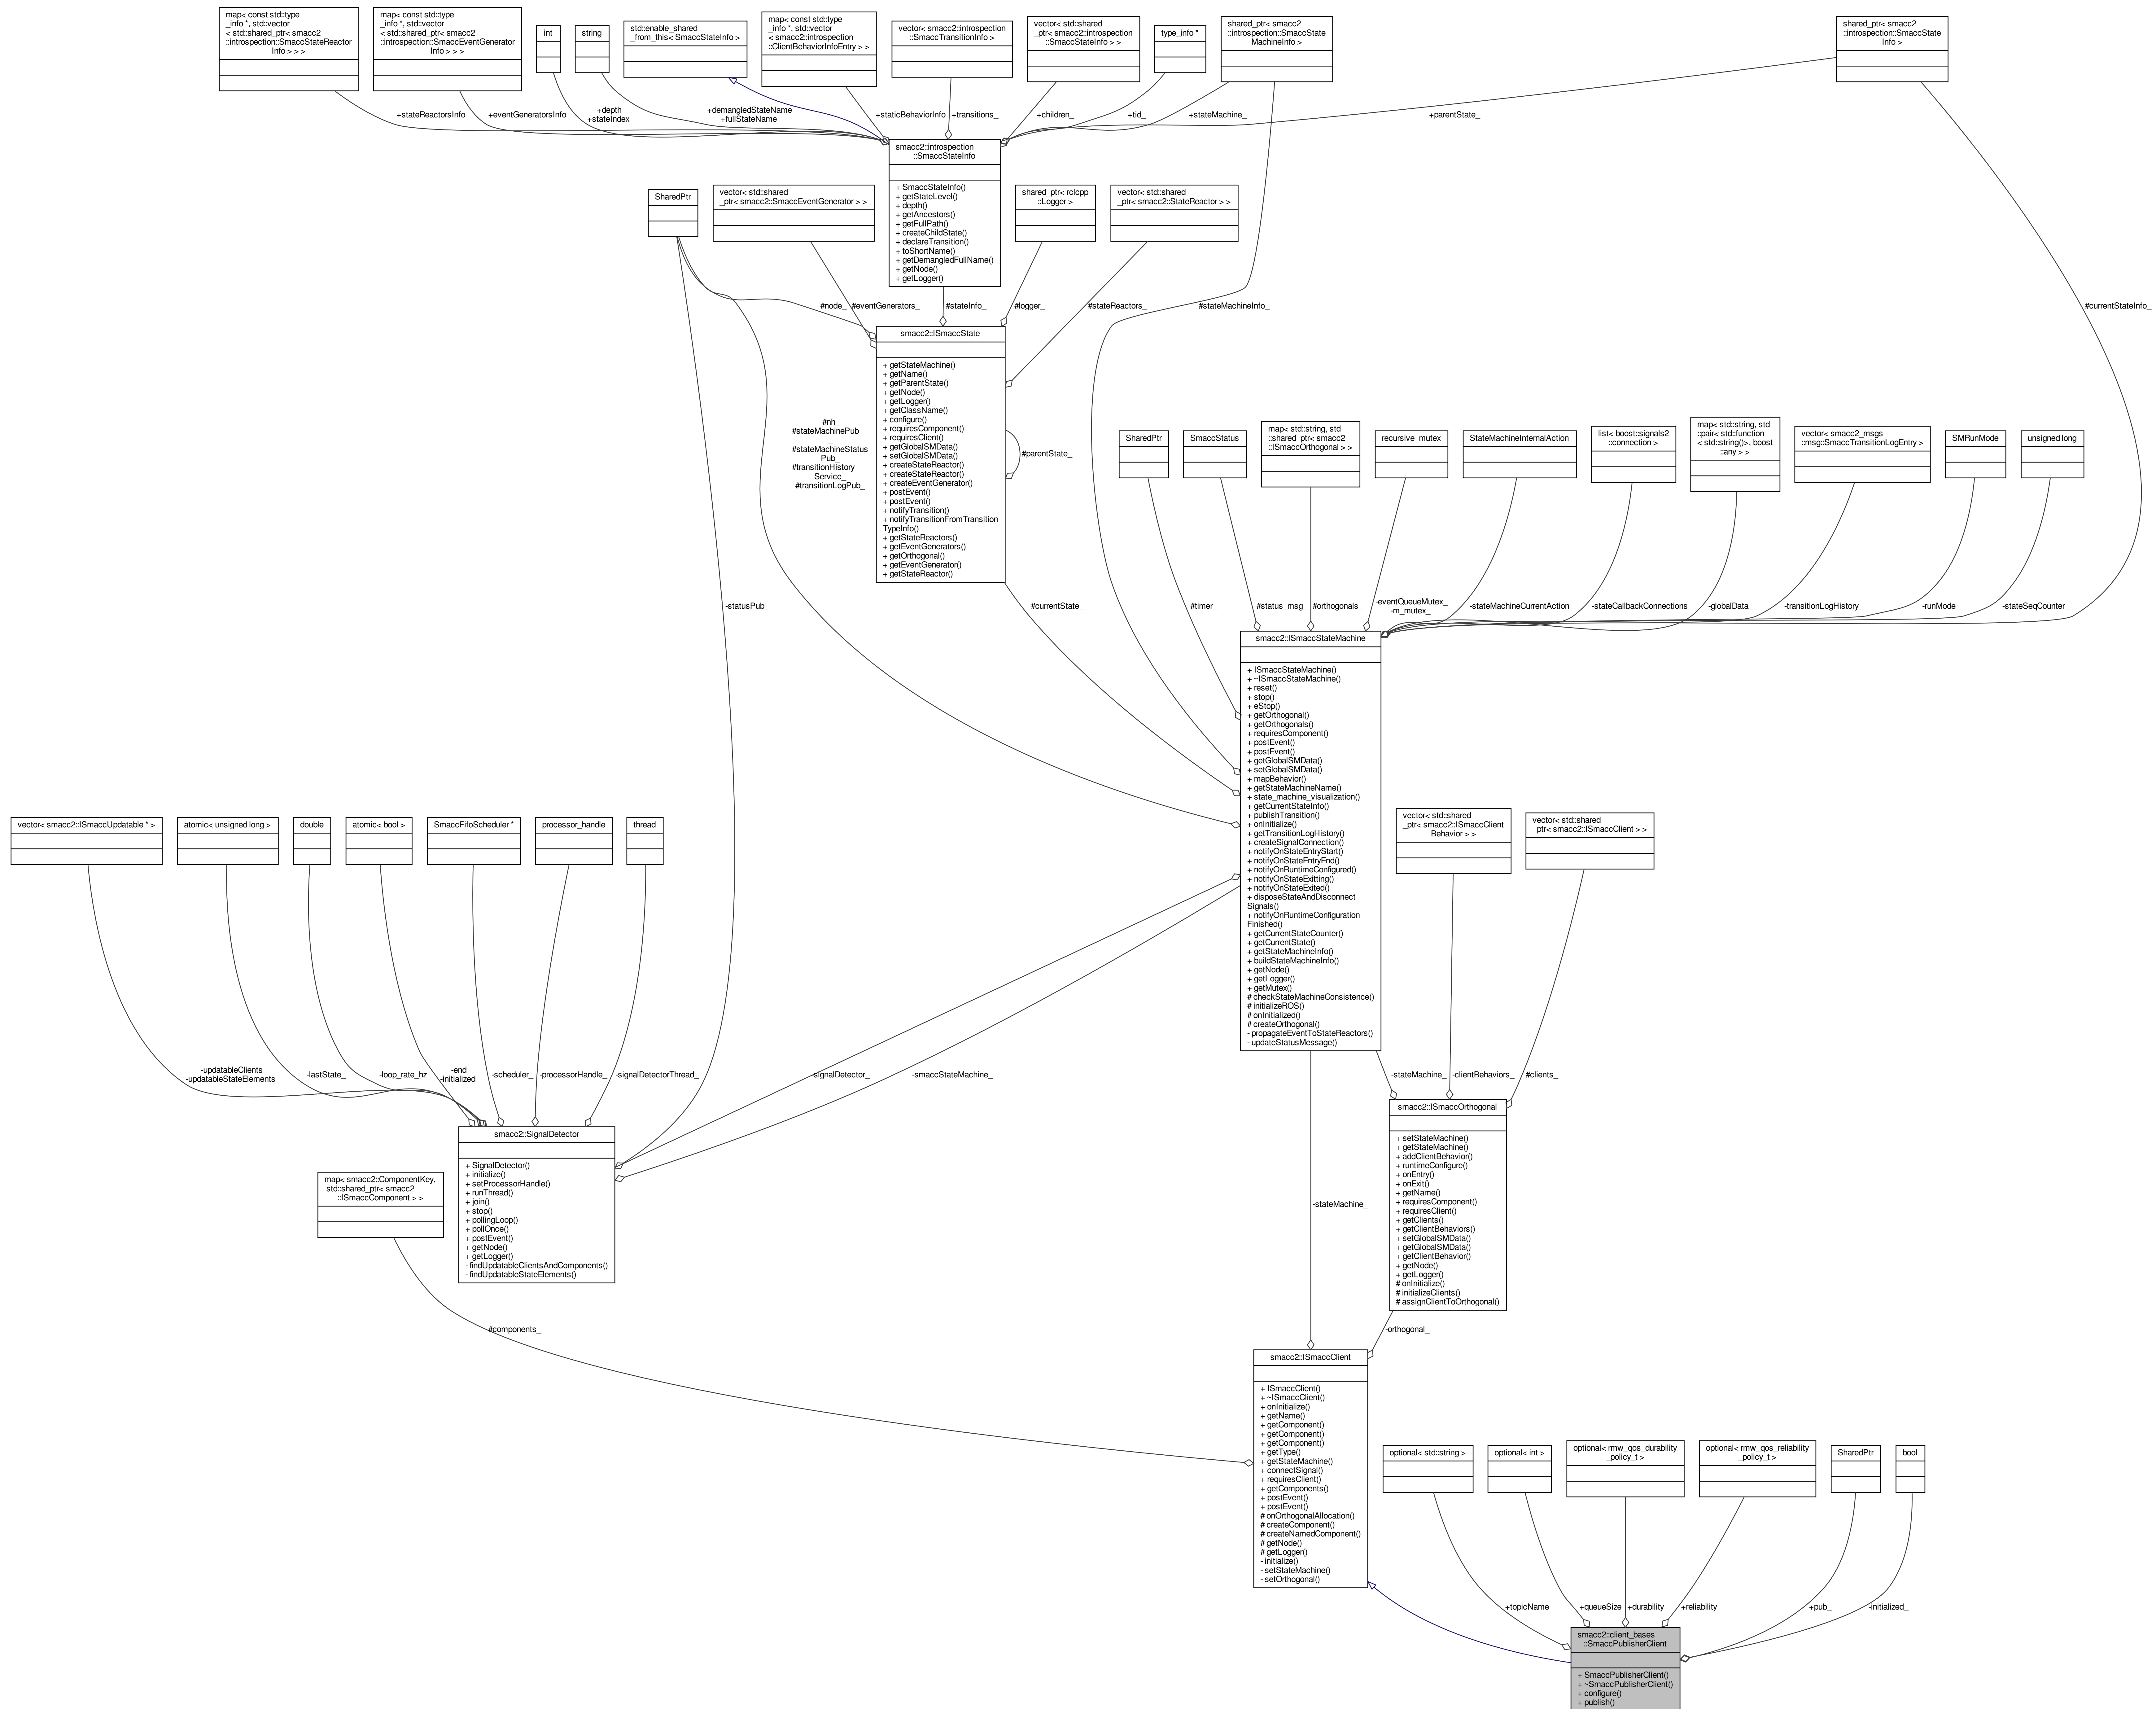 map< const std::type
_info *, std::vector
< std::shared_ptr< smacc2
::introspection::SmaccStateReactor
Info > > >
map< const std::type
_info *, std::vector
< std::shared_ptr< smacc2
::introspection::SmaccEventGenerator
Info > > >
int
string
std::enable_shared
_from_this< SmaccStateInfo >
map< const std::type
_info *, std::vector
< smacc2::introspection
::ClientBehaviorInfoEntry > >
vector< smacc2::introspection
::SmaccTransitionInfo >
vector< std::shared
_ptr< smacc2::introspection
::SmaccStateInfo > >
type_info *
shared_ptr< smacc2
::introspection::SmaccState
MachineInfo >
shared_ptr< smacc2
::introspection::SmaccState
Info >
+stateReactorsInfo
+eventGeneratorsInfo
+depth_
+stateIndex_
+demangledStateName
+fullStateName
+staticBehaviorInfo
+transitions_
+children_
+tid_
+stateMachine_
+parentState_
smacc2::introspection
::SmaccStateInfo
+ SmaccStateInfo()
+ getStateLevel()
+ depth()
+ getAncestors()
+ getFullPath()
+ createChildState()
+ declareTransition()
+ toShortName()
+ getDemangledFullName()
+ getNode()
+ getLogger()
SharedPtr
vector< std::shared
_ptr< smacc2::SmaccEventGenerator > >
shared_ptr< rclcpp
::Logger >
vector< std::shared
_ptr< smacc2::StateReactor > >
#node_
#eventGenerators_
#stateInfo_
#logger_
#stateReactors_
#stateMachineInfo_
#currentStateInfo_
smacc2::ISmaccState
+ getStateMachine()
+ getName()
+ getParentState()
+ getNode()
+ getLogger()
+ getClassName()
+ configure()
+ requiresComponent()
+ requiresClient()
+ getGlobalSMData()
+ setGlobalSMData()
+ createStateReactor()
+ createStateReactor()
+ createEventGenerator()
+ postEvent()
+ postEvent()
+ notifyTransition()
+ notifyTransitionFromTransition
TypeInfo()
+ getStateReactors()
+ getEventGenerators()
+ getOrthogonal()
+ getEventGenerator()
+ getStateReactor()
#parentState_
#nh_
#stateMachinePub
_
#stateMachineStatus
Pub_
#transitionHistory
Service_
#transitionLogPub_
SharedPtr
SmaccStatus
map< std::string, std
::shared_ptr< smacc2
::ISmaccOrthogonal > >
recursive_mutex
StateMachineInternalAction
list< boost::signals2
::connection >
map< std::string, std
::pair< std::function
< std::string()>, boost
::any > >
vector< smacc2_msgs
::msg::SmaccTransitionLogEntry >
SMRunMode
unsigned long
-statusPub_
#currentState_
#timer_
#status_msg_
#orthogonals_
-eventQueueMutex_
-m_mutex_
-stateMachineCurrentAction
-stateCallbackConnections
-globalData_
-transitionLogHistory_
-runMode_
-stateSeqCounter_
smacc2::ISmaccStateMachine
+ ISmaccStateMachine()
+ ~ISmaccStateMachine()
+ reset()
+ stop()
+ eStop()
+ getOrthogonal()
+ getOrthogonals()
+ requiresComponent()
+ postEvent()
+ postEvent()
+ getGlobalSMData()
+ setGlobalSMData()
+ mapBehavior()
+ getStateMachineName()
+ state_machine_visualization()
+ getCurrentStateInfo()
+ publishTransition()
+ onInitialize()
+ getTransitionLogHistory()
+ createSignalConnection()
+ notifyOnStateEntryStart()
+ notifyOnStateEntryEnd()
+ notifyOnRuntimeConfigured()
+ notifyOnStateExitting()
+ notifyOnStateExited()
+ disposeStateAndDisconnect
Signals()
+ notifyOnRuntimeConfiguration
Finished()
+ getCurrentStateCounter()
+ getCurrentState()
+ getStateMachineInfo()
+ buildStateMachineInfo()
+ getNode()
+ getLogger()
+ getMutex()
# checkStateMachineConsistence()
# initializeROS()
# onInitialized()
# createOrthogonal()
- propagateEventToStateReactors()
- updateStatusMessage()
vector< smacc2::ISmaccUpdatable * >
atomic< unsigned long >
double
atomic< bool >
SmaccFifoScheduler *
processor_handle
thread
vector< std::shared
_ptr< smacc2::ISmaccClient
Behavior > >
vector< std::shared
_ptr< smacc2::ISmaccClient > >
-updatableClients_
-updatableStateElements_
-lastState_
-loop_rate_hz
-end_
-initialized_
-scheduler_
-processorHandle_
-signalDetectorThread_
-signalDetector_
-smaccStateMachine_
-stateMachine_
-clientBehaviors_
#clients_
smacc2::SignalDetector
+ SignalDetector()
+ initialize()
+ setProcessorHandle()
+ runThread()
+ join()
+ stop()
+ pollingLoop()
+ pollOnce()
+ postEvent()
+ getNode()
+ getLogger()
- findUpdatableClientsAndComponents()
- findUpdatableStateElements()
map< smacc2::ComponentKey,
std::shared_ptr< smacc2
::ISmaccComponent > >
smacc2::ISmaccOrthogonal
+ setStateMachine()
+ getStateMachine()
+ addClientBehavior()
+ runtimeConfigure()
+ onEntry()
+ onExit()
+ getName()
+ requiresComponent()
+ requiresClient()
+ getClients()
+ getClientBehaviors()
+ setGlobalSMData()
+ getGlobalSMData()
+ getClientBehavior()
+ getNode()
+ getLogger()
# onInitialize()
# initializeClients()
# assignClientToOrthogonal()
-stateMachine_
#components_
-orthogonal_
smacc2::ISmaccClient
+ ISmaccClient()
+ ~ISmaccClient()
+ onInitialize()
+ getName()
+ getComponent()
+ getComponent()
+ getComponent()
+ getType()
+ getStateMachine()
+ connectSignal()
+ requiresClient()
+ getComponents()
+ postEvent()
+ postEvent()
# onOrthogonalAllocation()
# createComponent()
# createNamedComponent()
# getNode()
# getLogger()
- initialize()
- setStateMachine()
- setOrthogonal()
optional< std::string >
optional< int >
optional< rmw_qos_durability
_policy_t >
optional< rmw_qos_reliability
_policy_t >
SharedPtr
bool
+topicName
+queueSize
+durability
+reliability
+pub_
-initialized_
smacc2::client_bases
::SmaccPublisherClient
+ SmaccPublisherClient()
+ ~SmaccPublisherClient()
+ configure()
+ publish()